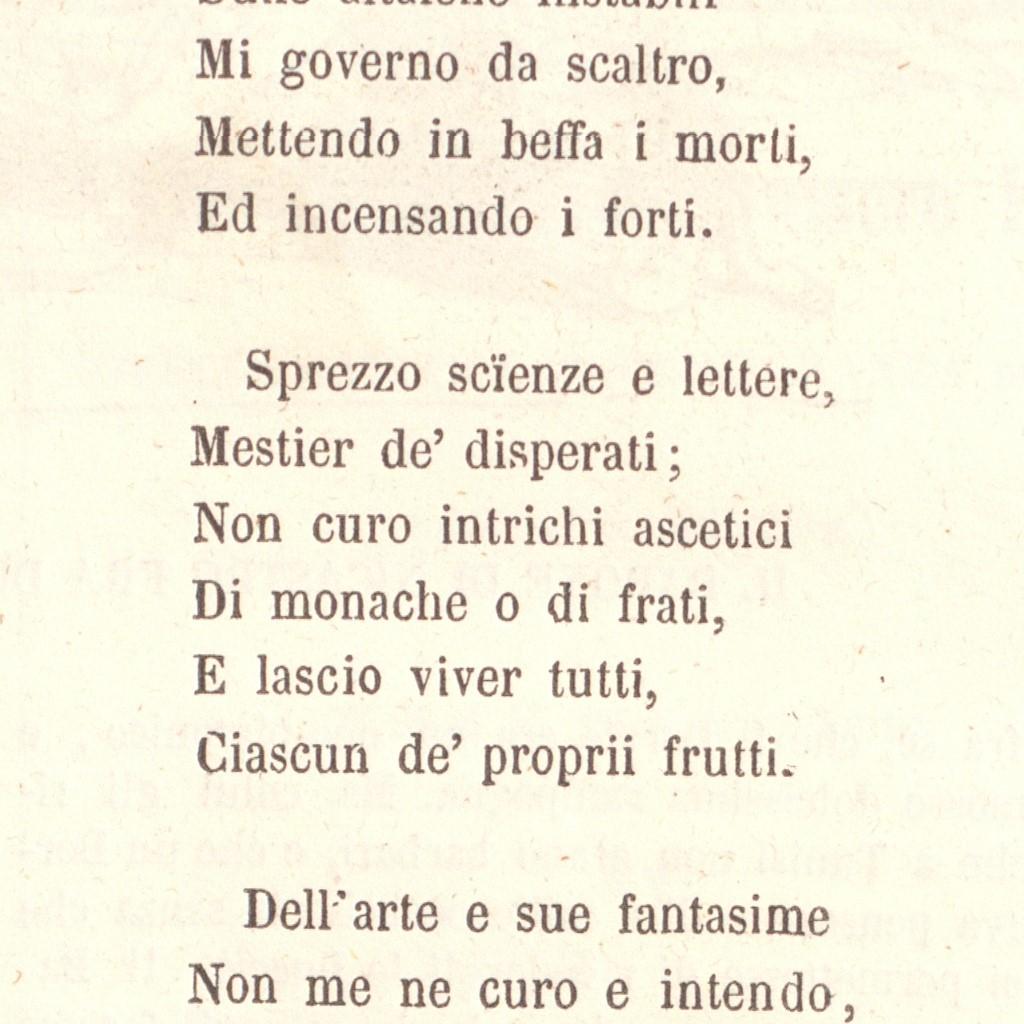 Mi governo da scaltro,
Mettendo in beffa i morti,
Ed incensando i forti.
Sprezzo scïenze e lettere,
Mestier de' disperati;
Non curo intrichi ascetici
Di monache o di frati,
E lascio viver tutti,
Ciascun de' proprii frutti.
Dell'arte e sue fantasime
Non me ne curo e intendo,